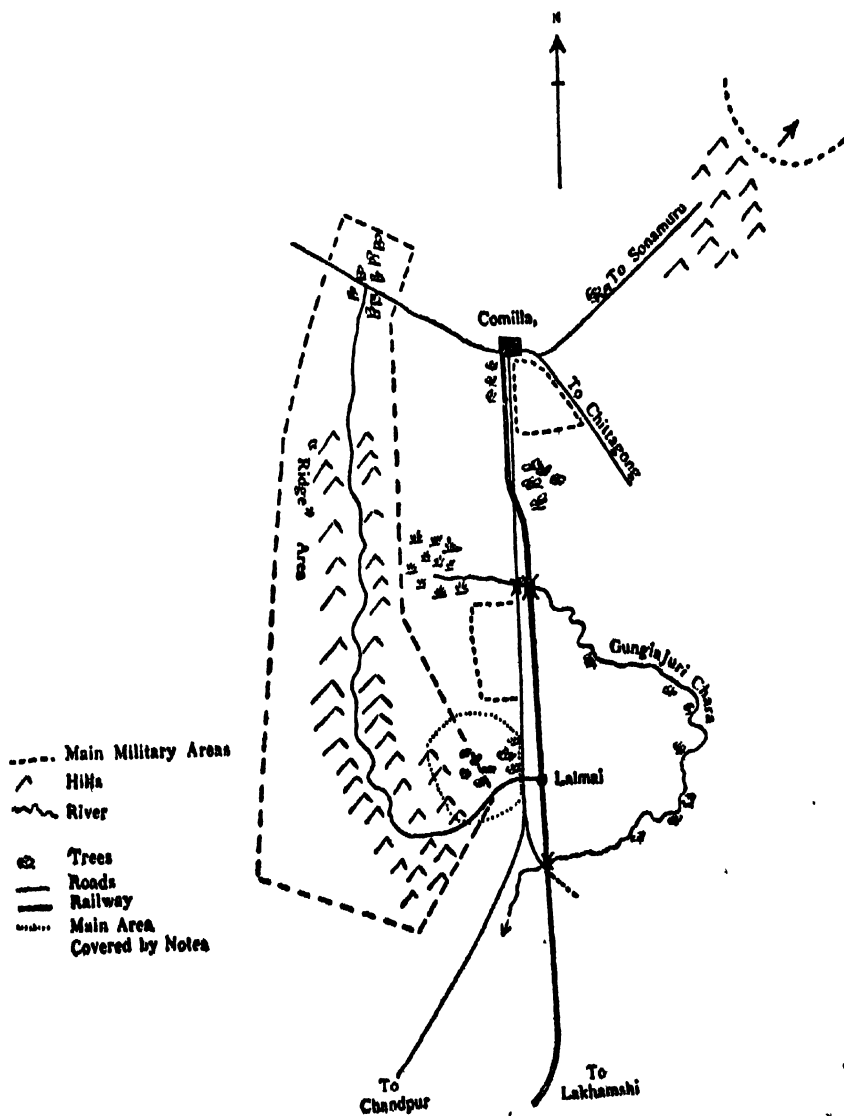 N
To Sonamuro
Comilla,
To Chittagong
"Ridge" Area
Gungiajuri Chara
Lalmai
Main Military Areas
Hills
River
Trees
Roads
Railway
Main Area
Covered by Notes
To
Chandpur
To
Lakhamshi